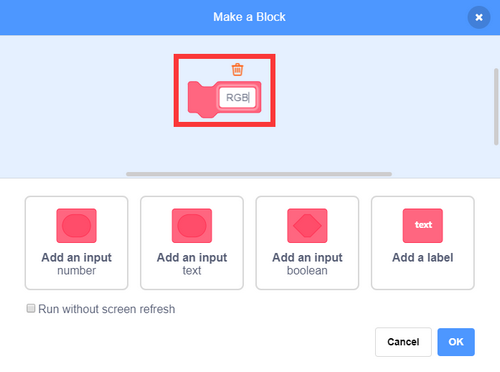 Make a Block
RGB
text
Add an input
number
Add an input
text
Add an input
boolean
Add a label
Run without screen refresh
Cancel
OK